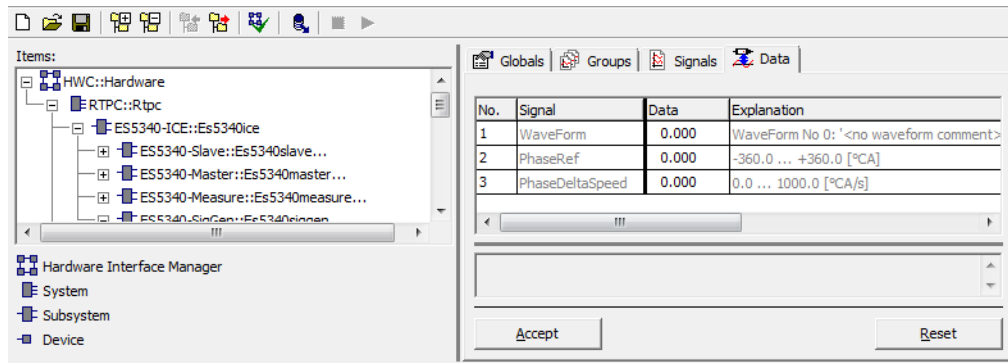 Items:
HWC::Hardware
RTPC::Rtpc
ES5340-ICE::Es5340ice
ES5340-Slave::Es5340slave...
ES5340-Master::Es5340master...
ES5340-Measure::Es5340measure...
ES5340-SigGen::Es5340siggen
Hardware Interface Manager
System
Subsystem
Device
Globals Groups Signals Data
No. Signal Data Explanation
1 WaveForm 0.000 WaveForm No 0: '<no waveform comment>
2 PhaseRef 0.000 -360.0 ... +360.0 [°CA]
3 PhaseDeltaSpeed 0.000 0.0 ... 1000.0 [°CA/s]
Accept Reset